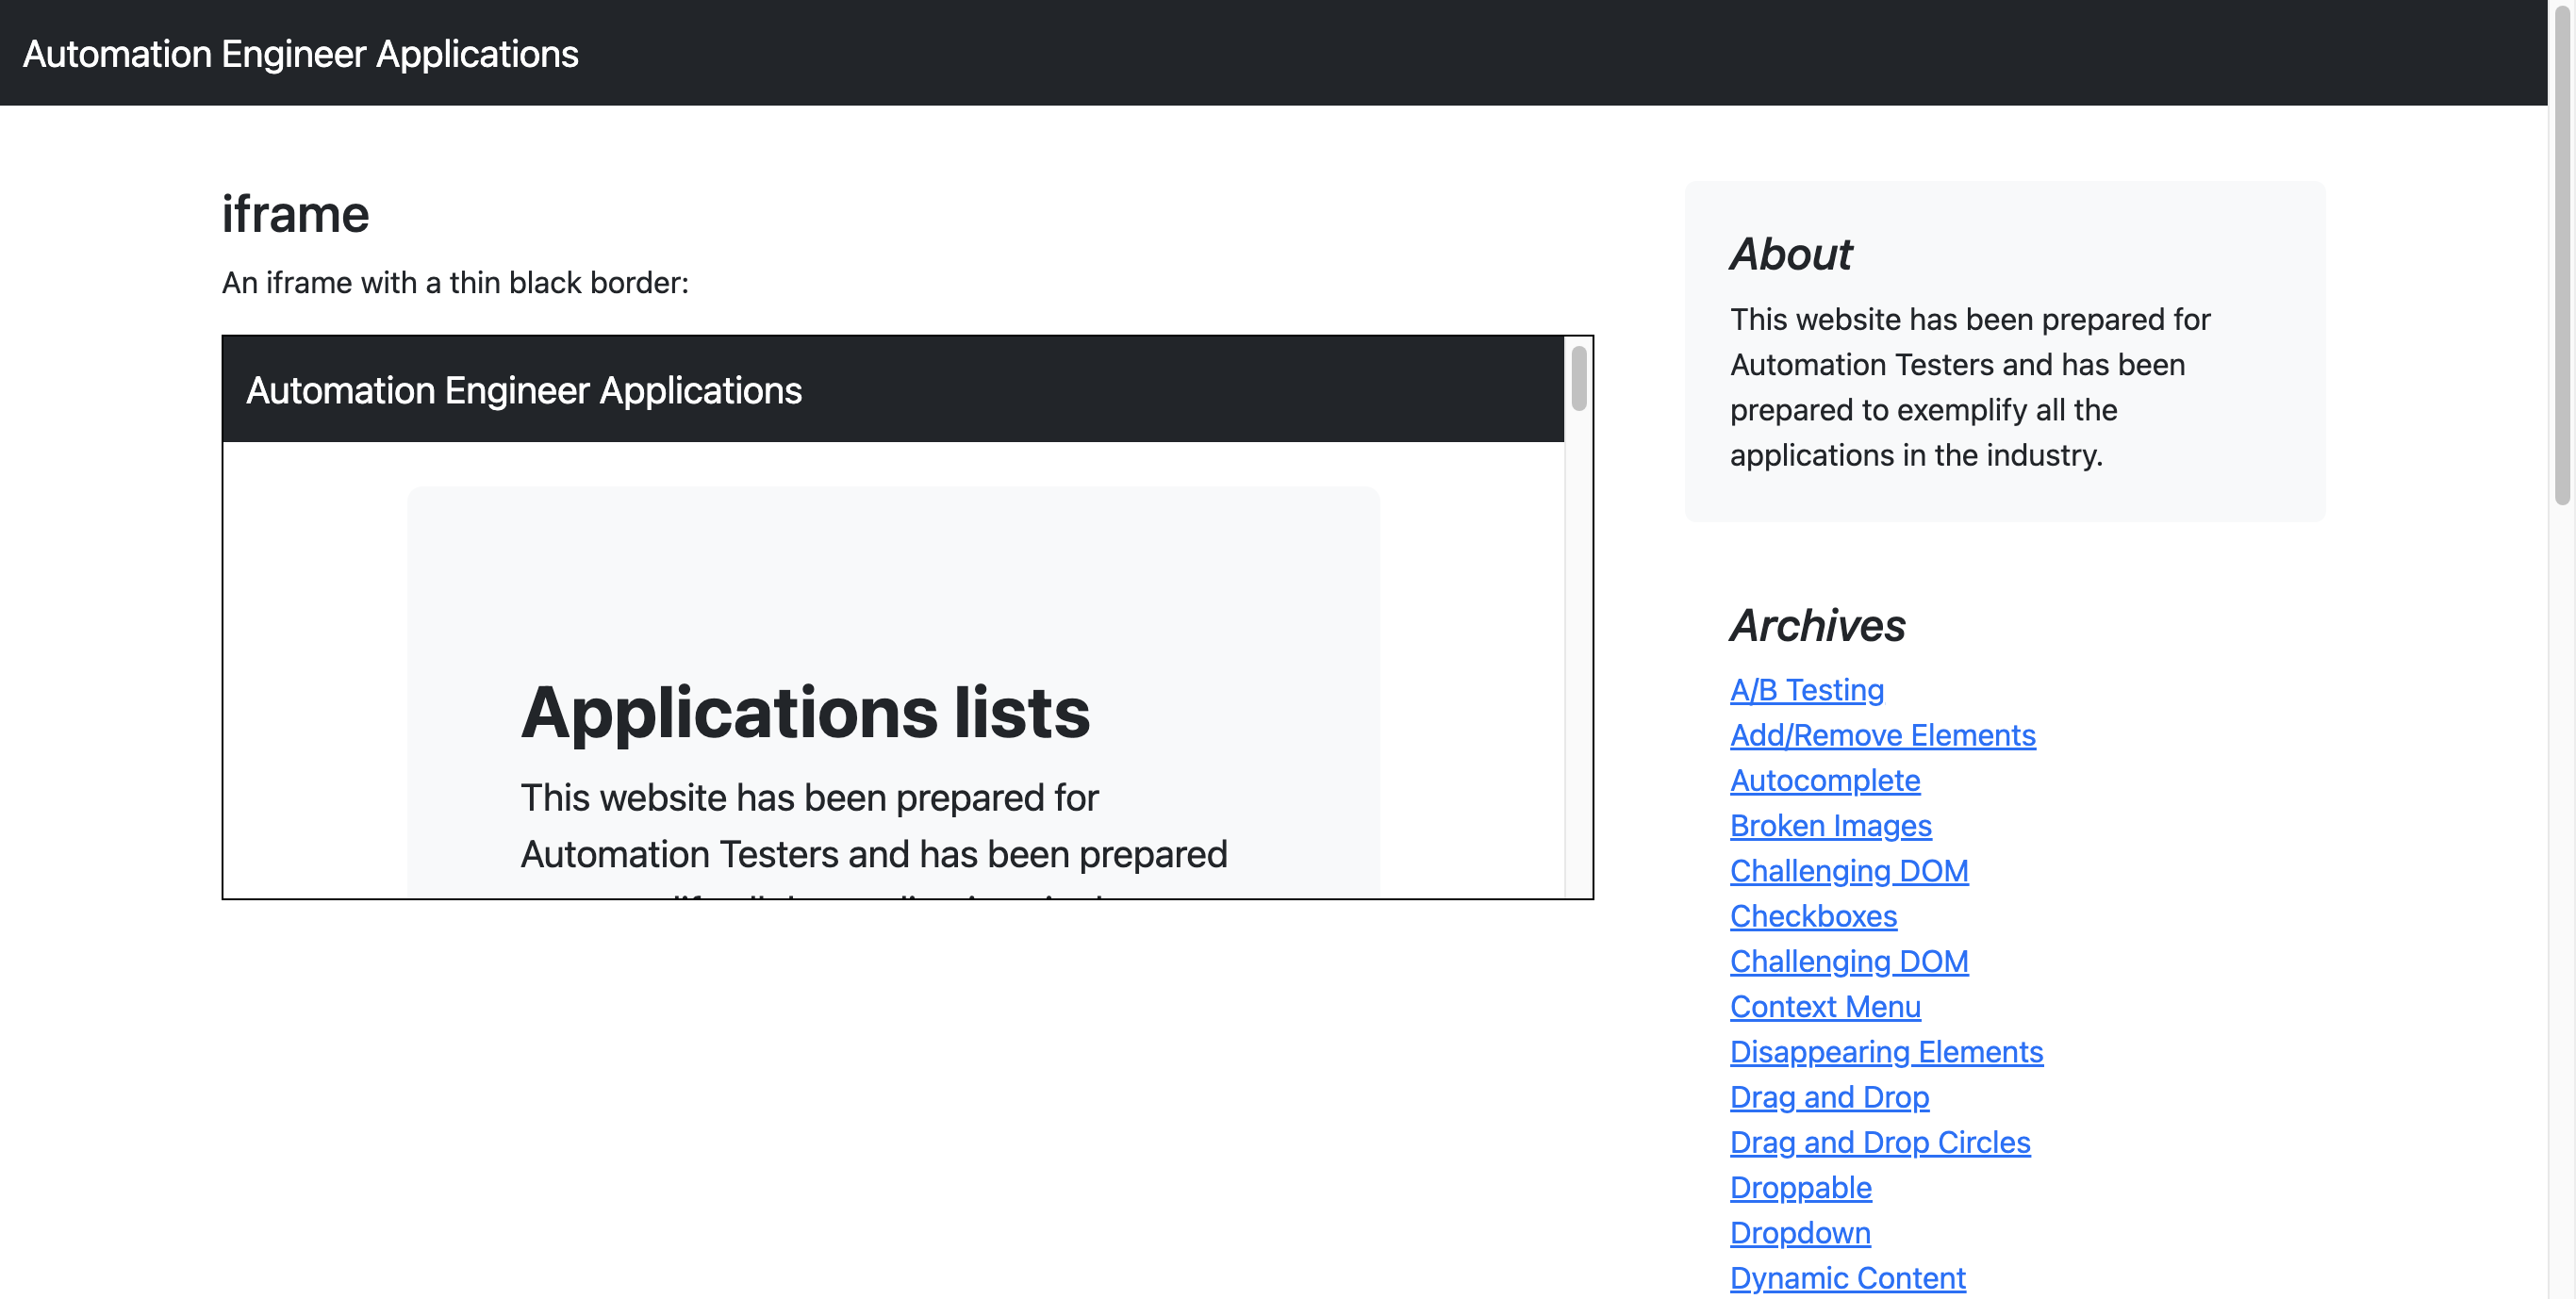 Automation Engineer Applications
iframe
An iframe with a thin black border:
Automation Engineer Applications
Applications lists
This website has been prepared for
Automation Testers and has been prepared
About
This website has been prepared for
Automation Testers and has been
prepared to exemplify all the
applications in the industry.
Archives
A/B Testing
Add/Remove Elements
Autocomplete
Broken Images
Challenging DOM
Checkboxes
Challenging DOM
Context Menu
Disappearing Elements
Drag and Drop
Drag and Drop Circles
Droppable
Dropdown
Dynamic Content